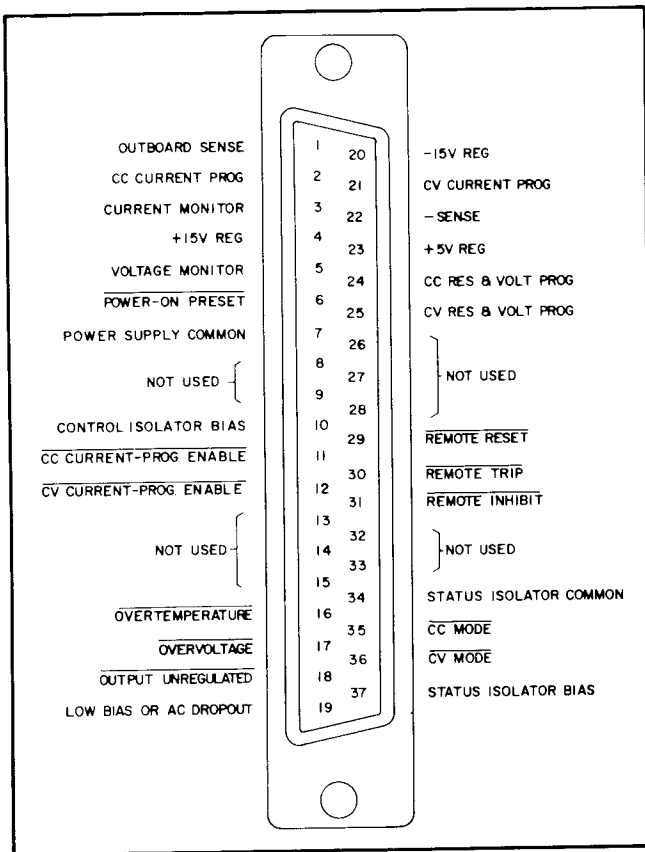 OUTBOARD SENSE 1
CC CURRENT PROG 2
CURRENT MONITOR 3
+15V REG 4
VOLTAGE MONITOR 5
POWER-ON PRESET 6
POWER SUPPLY COMMON 7
8
NOT USED
9
CONTROL ISOLATOR BIAS 10
CC CURRENT-PROG. ENABLE 11
CV CURRENT-PROG. ENABLE 12
13
NOT USED 14
15
OVERTEMPERATURE 16
OVERVOLTAGE 17
OUTPUT UNREGULATED 18
LOW BIAS OR AC DROPOUT 19
20 -15V REG
21 CV CURRENT PROG
22 -SENSE
23 +5V REG
24 CC RES & VOLT PROG
25 CV RES & VOLT PROG
26
27 NOT USED
28
29 REMOTE RESET
30 REMOTE TRIP
31 REMOTE INHIBIT
32
NOT USED
33
34 STATUS ISOLATOR COMMON
35 CC MODE
36 CV MODE
37 STATUS ISOLATOR BIAS